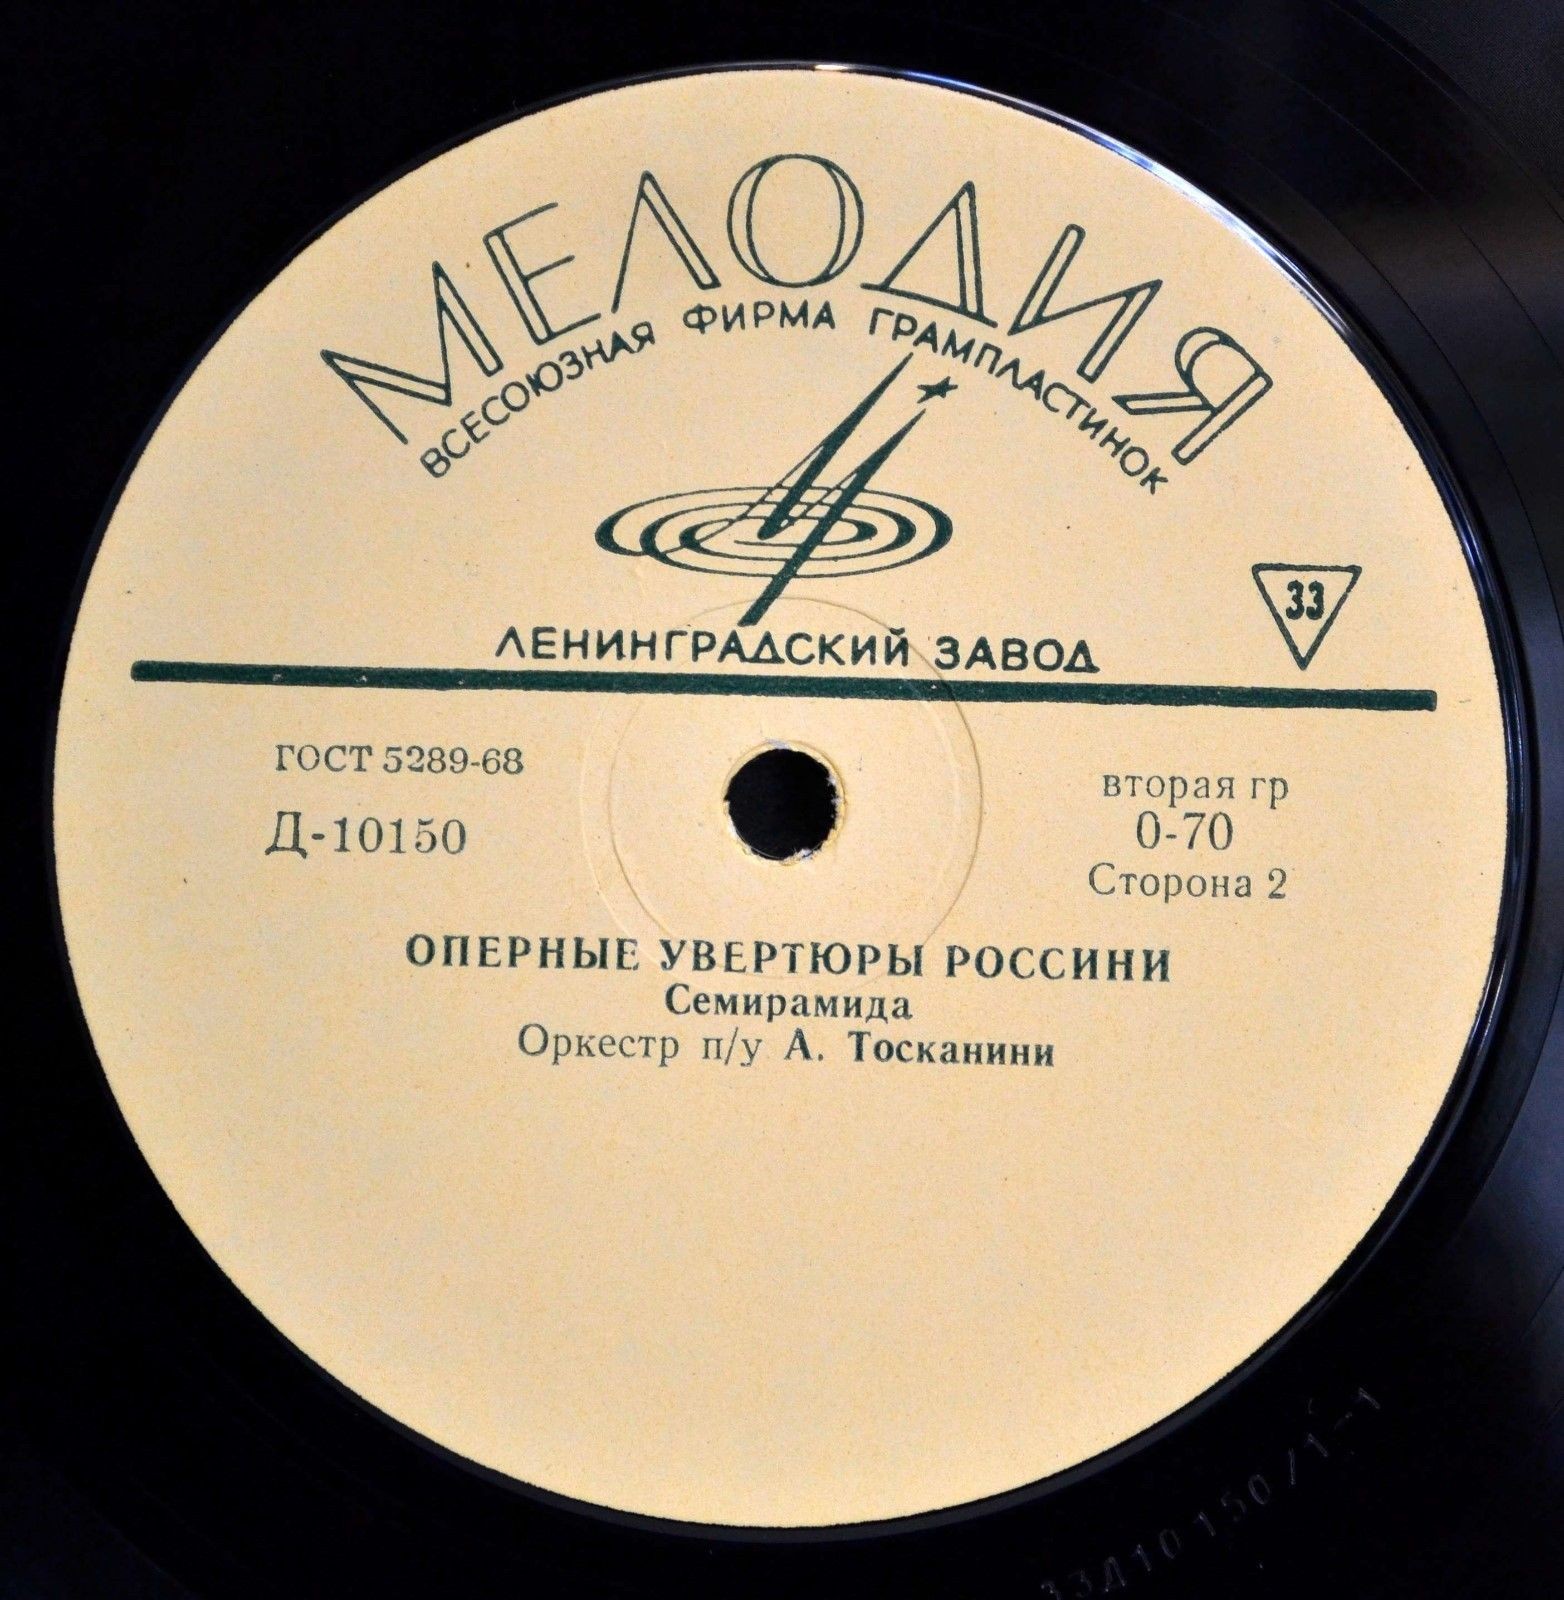 МЕЛОДИЯ
ВСЕСОЮЗНАЯ ФИРМА ГРАМПЛАСТИНОК
33
ЛЕНИНГРАДСКИЙ ЗАВОД
ГОСТ 5289-68
Д-10150
вторая гр
0-70
Сторона 2
ОПЕРНЫЕ УВЕРТЮРЫ РОССИНИ
Семирамида
Оркестр п/у А. Тосканини
33Д10150/1-1